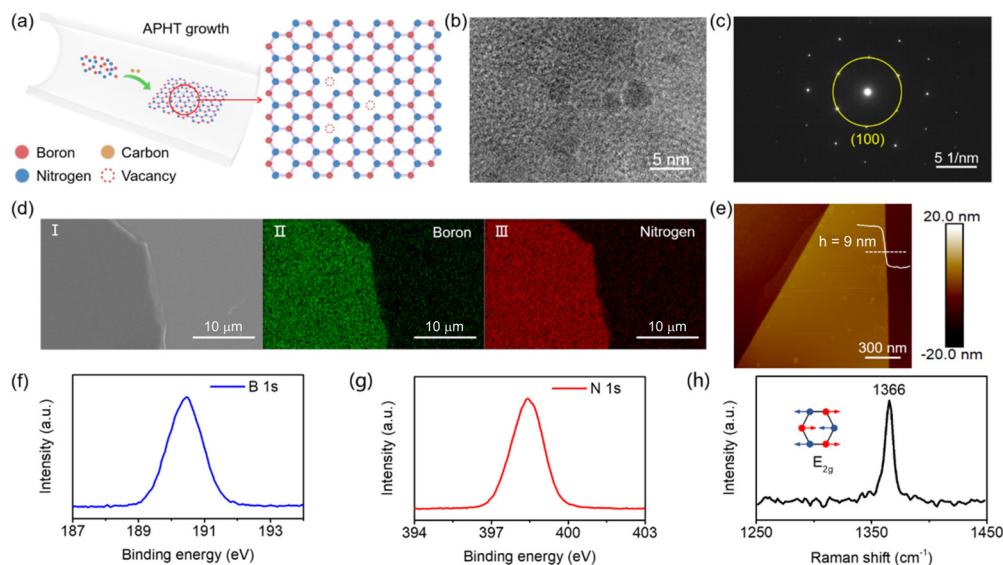 (a)
APHT growth
Boron
Carbon
Nitrogen
Vacancy
(b)
5 nm
(c)
(100)
5 1/nm
(d)
I
10 μm
II
Boron
10 μm
III
Nitrogen
10 μm
(e)
h = 9 nm
300 nm
20.0 nm
-20.0 nm
(f)
B 1s
Intensity (a.u.)
187 189 191 193
Binding energy (eV)
(g)
N 1s
Intensity (a.u.)
394 397 400 403
Binding energy (eV)
(h)
1366
E2g
Intensity (a.u.)
1250 1350 1450
Raman shift (cm⁻¹)